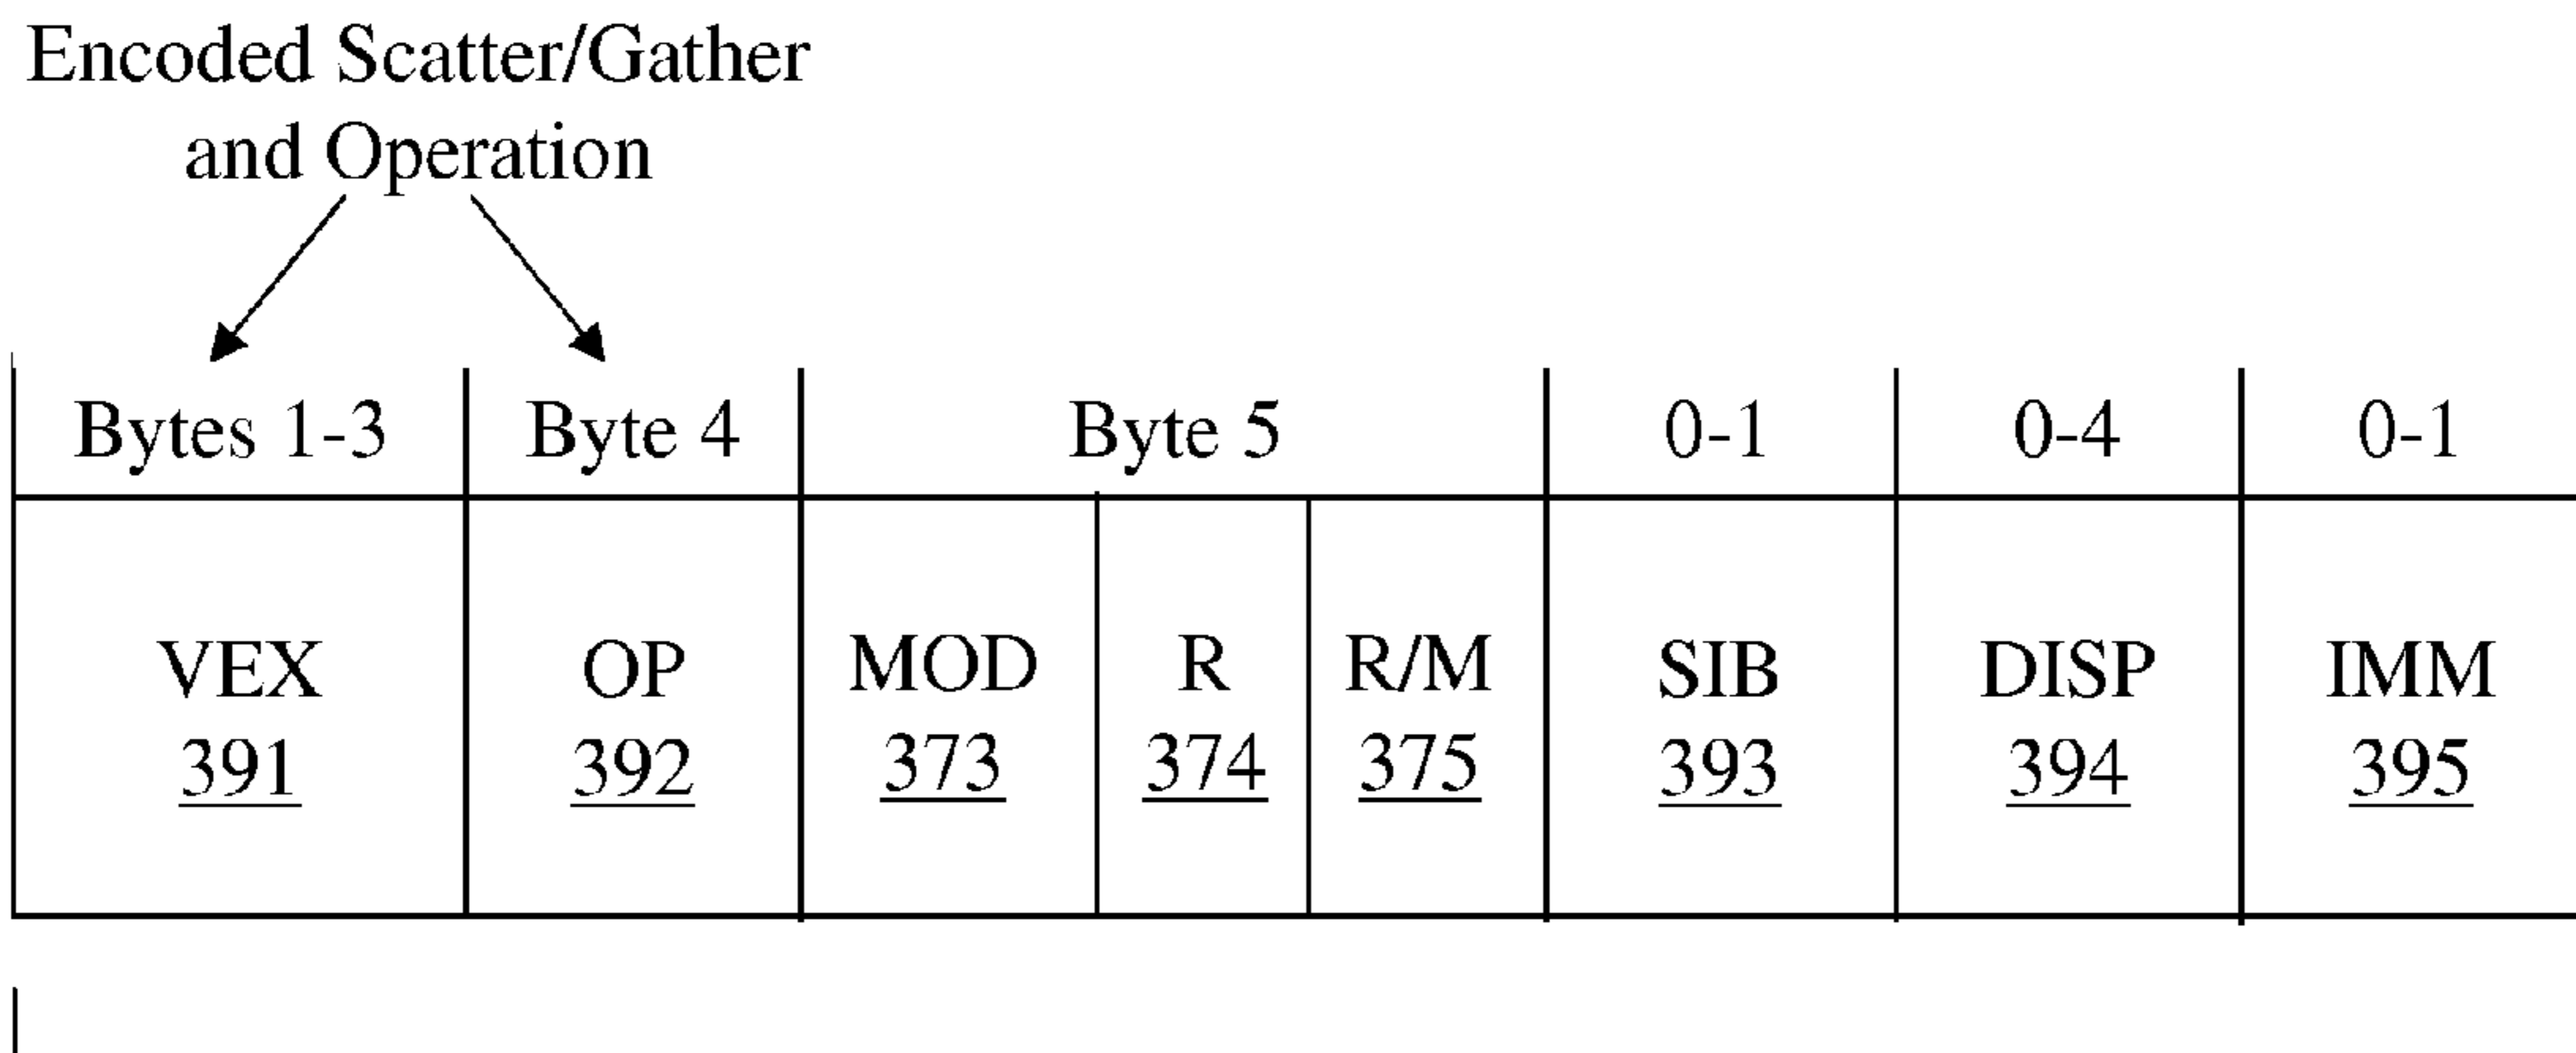 Encoded Scatter/Gather
and Operation
Bytes 1-3 Byte 4 Byte 5 0-1 0-4 0-1
VEX OP MOD R R/M SIB DISP IMM
391 392 373 374 375 393 394 395